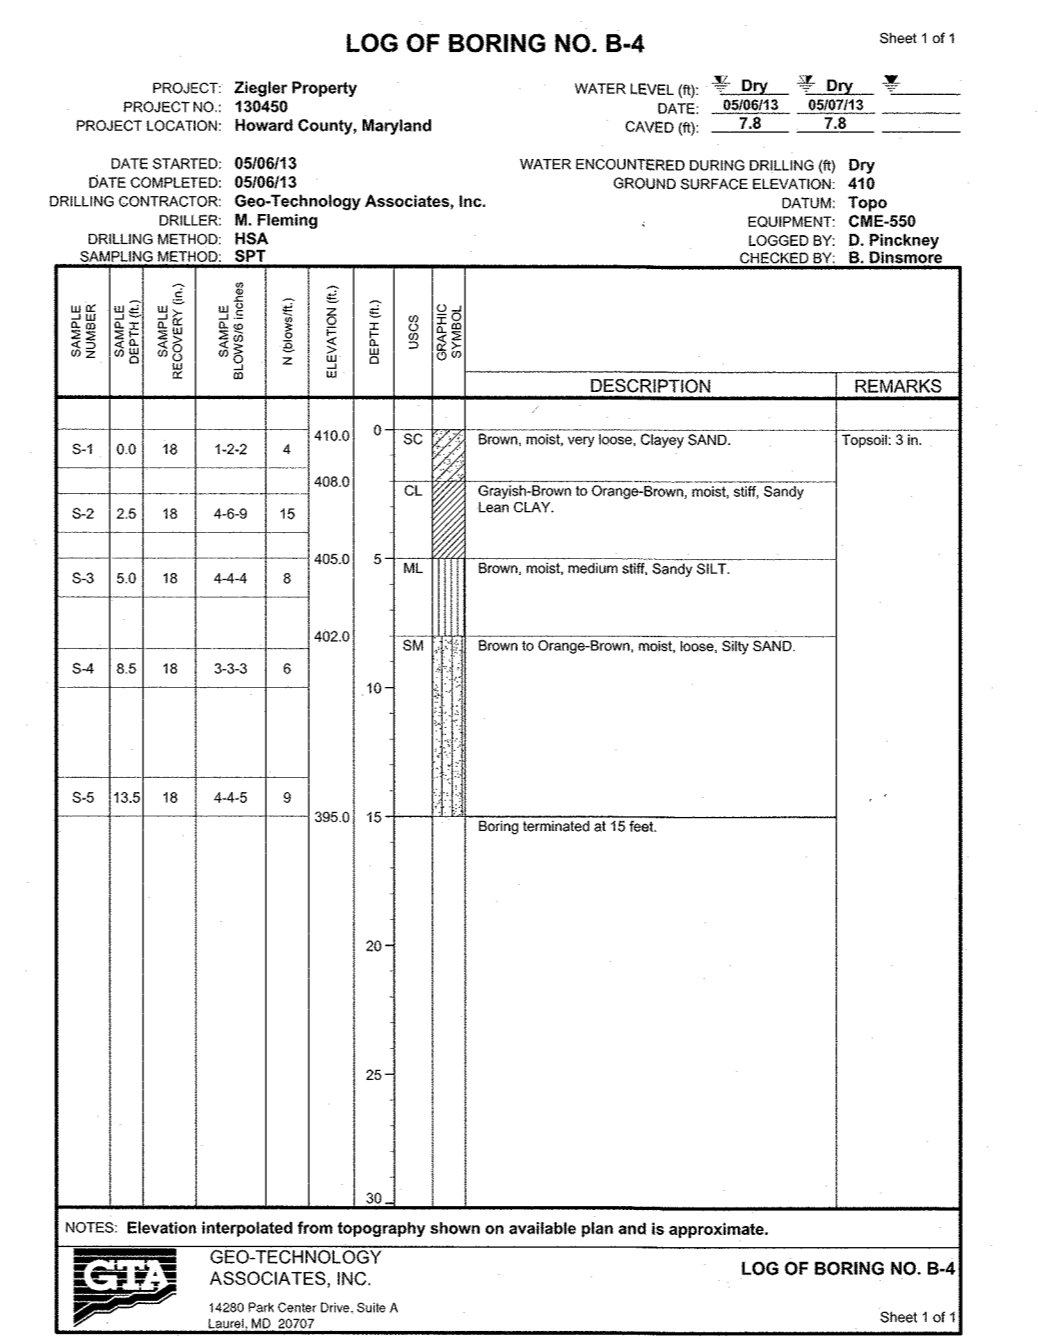 LOG OF BORING NO. B-4
Sheet 1 of 1
PROJECT: Ziegler Property
PROJECT NO.: 130450
PROJECT LOCATION: Howard County, Maryland
WATER LEVEL (ft): Dry Dry
DATE: 05/06/13 05/07/13
CAVED (ft): 7.8 7.8
DATE STARTED: 05/06/13
DATE COMPLETED: 05/06/13
DRILLING CONTRACTOR: Geo-Technology Associates, Inc.
DRILLER: M. Fleming
DRILLING METHOD: HSA
SAMPLING METHOD: SPT
WATER ENCOUNTERED DURING DRILLING (ft) Dry
GROUND SURFACE ELEVATION: 410
DATUM: Topo
EQUIPMENT: CME-550
LOGGED BY: D. Pinckney
CHECKED BY: B. Dinsmore
SAMPLE NUMBER
SAMPLE DEPTH (ft.)
SAMPLE RECOVERY (in.)
SAMPLE BLOWS/6 inches
N (blows/ft.)
ELEVATION (ft.)
DEPTH (ft.)
USCS
GRAPHIC SYMBOL
DESCRIPTION
REMARKS
S-1 0.0 18 1-2-2 4 410.0 0 SC Brown, moist, very loose, Clayey SAND. Topsoil: 3 in.
408.0 CL Grayish-Brown to Orange-Brown, moist, stiff, Sandy
Lean CLAY.
S-2 2.5 18 4-6-9 15
405.0 5 ML Brown, moist, medium stiff, Sandy SILT.
S-3 5.0 18 4-4-4 8
402.0 SM Brown to Orange-Brown, moist, loose, Silty SAND.
S-4 8.5 18 3-3-3 6
10
S-5 13.5 18 4-4-5 9
395.0 15 Boring terminated at 15 feet.
20
25
30
NOTES: Elevation interpolated from topography shown on available plan and is approximate.
GTA
GEO-TECHNOLOGY
ASSOCIATES, INC.
14280 Park Center Drive, Suite A
Laurel, MD 20707
LOG OF BORING NO. B-4
Sheet 1 of 1